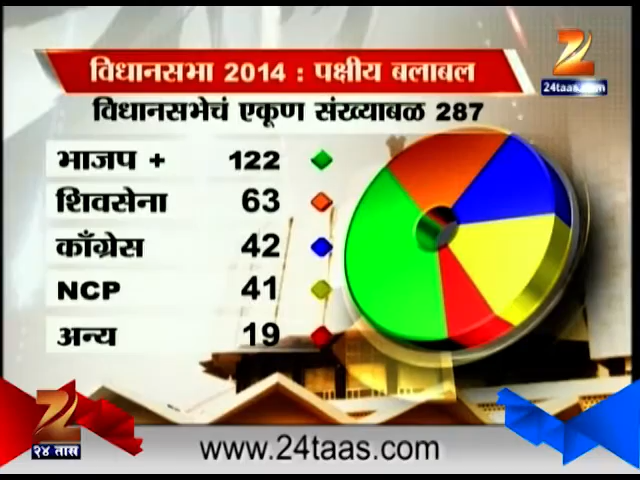 विधानसभा 2014 : पक्षीय बलाबल
24taas.com
विधानसभेचं एकूण संख्याबळ 287
भाजप + 122
शिवसेना 63
काँग्रेस 42
NCP 41
अन्य 19
२४ तास
www.24taas.com